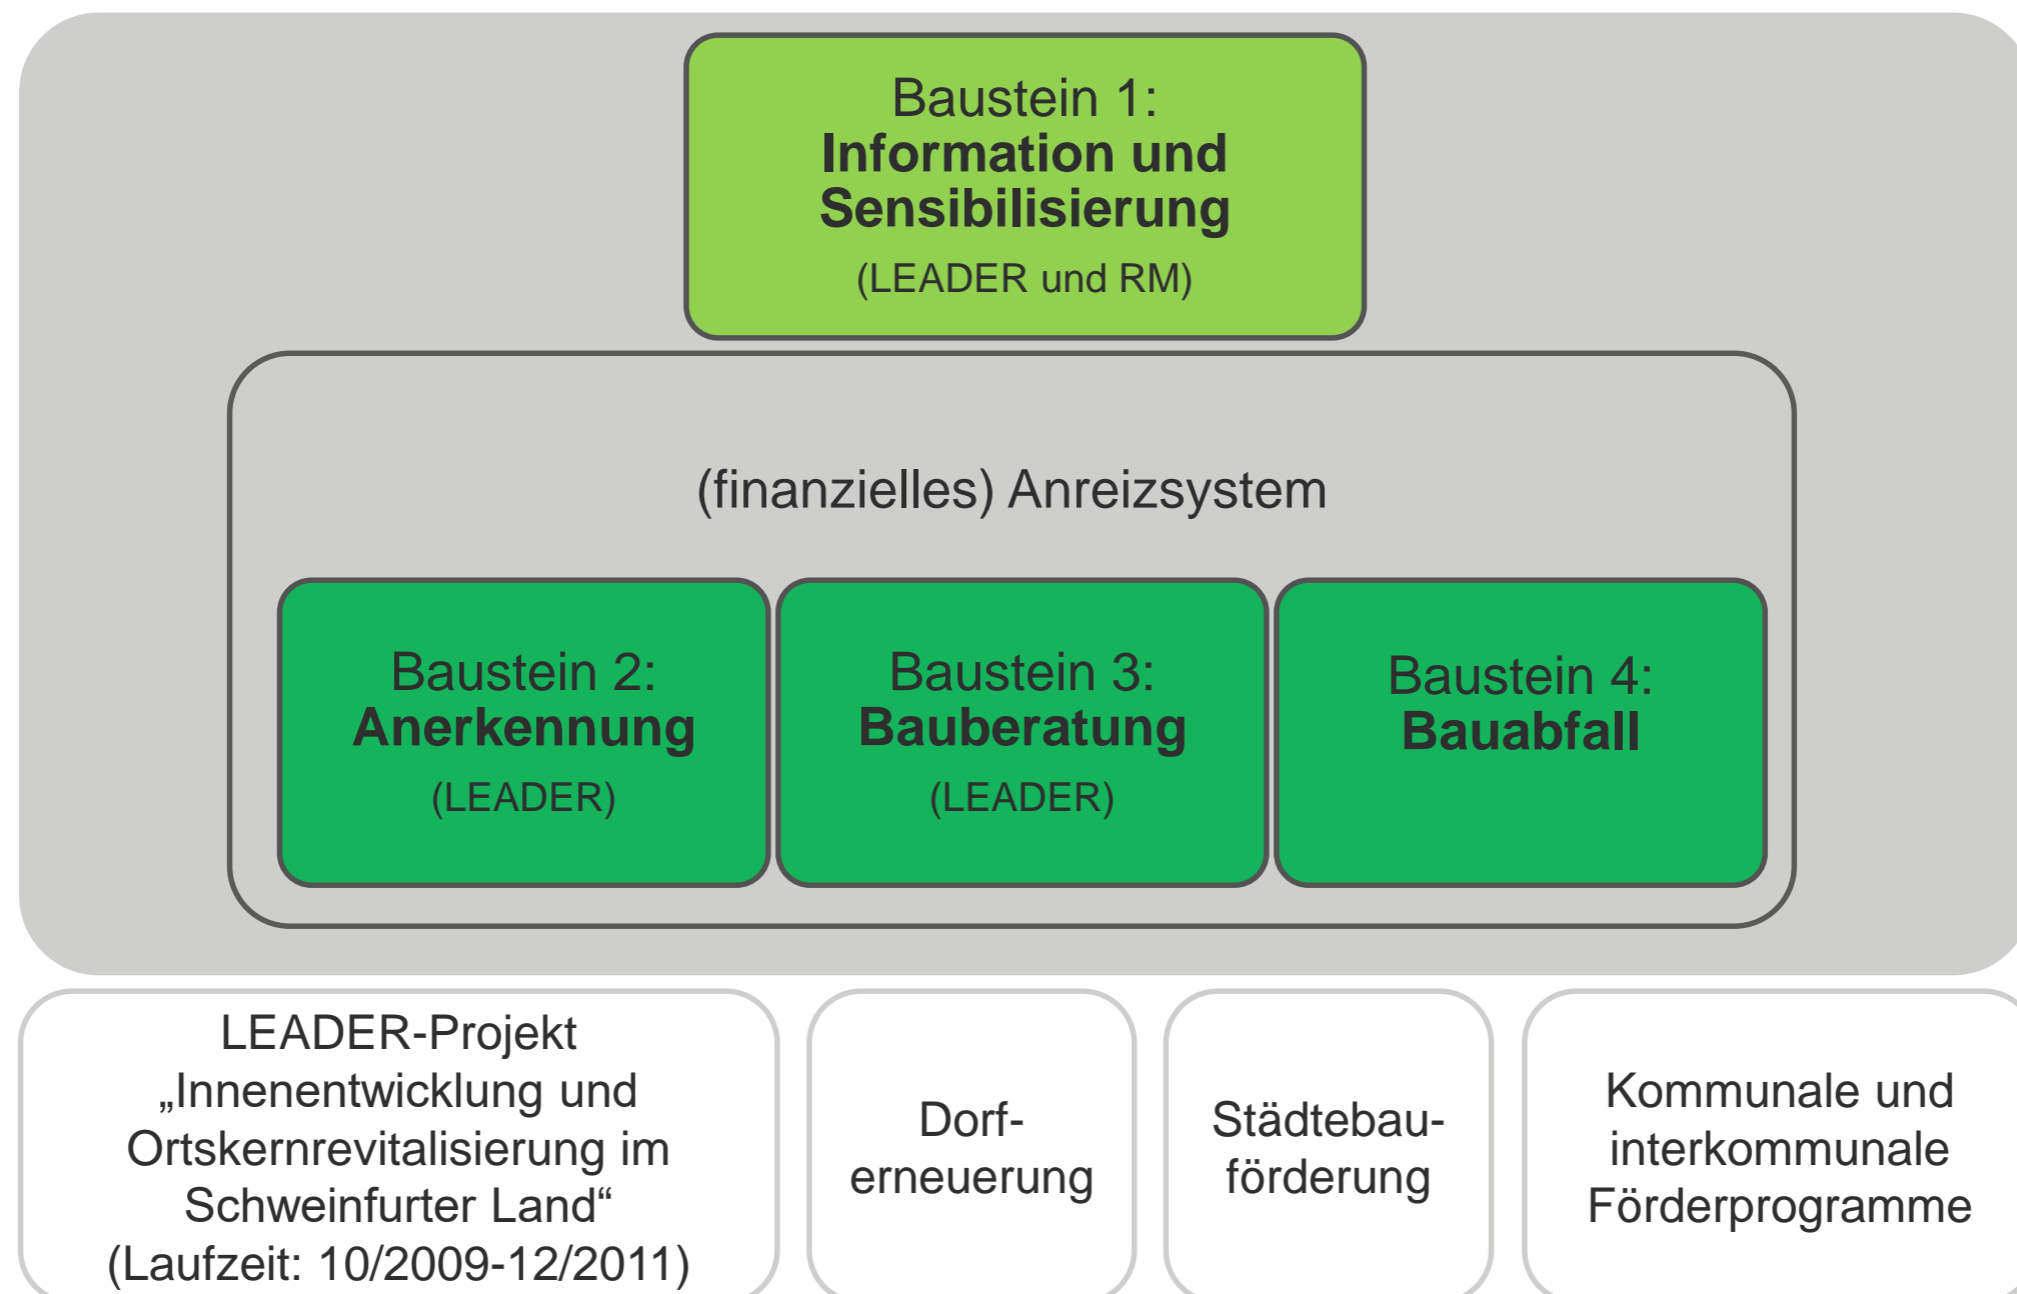 Baustein 1:
Information und
Sensibilisierung
(LEADER und RM)
(finanzielles) Anreizsystem
Baustein 2:
Anerkennung
(LEADER)
Baustein 3:
Bauberatung
(LEADER)
Baustein 4:
Bauabfall
LEADER-Projekt
„Innenentwicklung und
Ortskernrevitalisierung im
Schweinfurter Land“
(Laufzeit: 10/2009-12/2011)
Dorf-
erneuerung
Städtebau-
förderung
Kommunale und
interkommunale
Förderprogramme